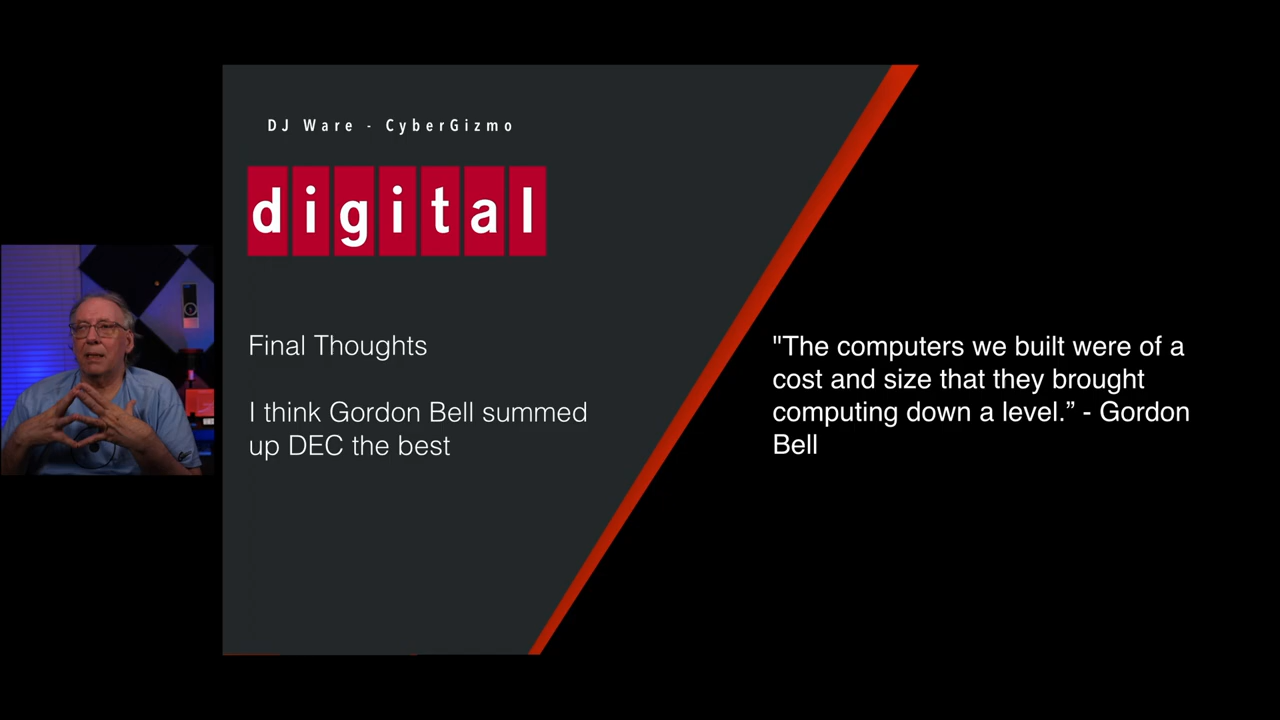 DJ Ware - CyberGizmo
digital
Final Thoughts
I think Gordon Bell summed
up DEC the best
"The computers we built were of a
cost and size that they brought
computing down a level.” - Gordon
Bell